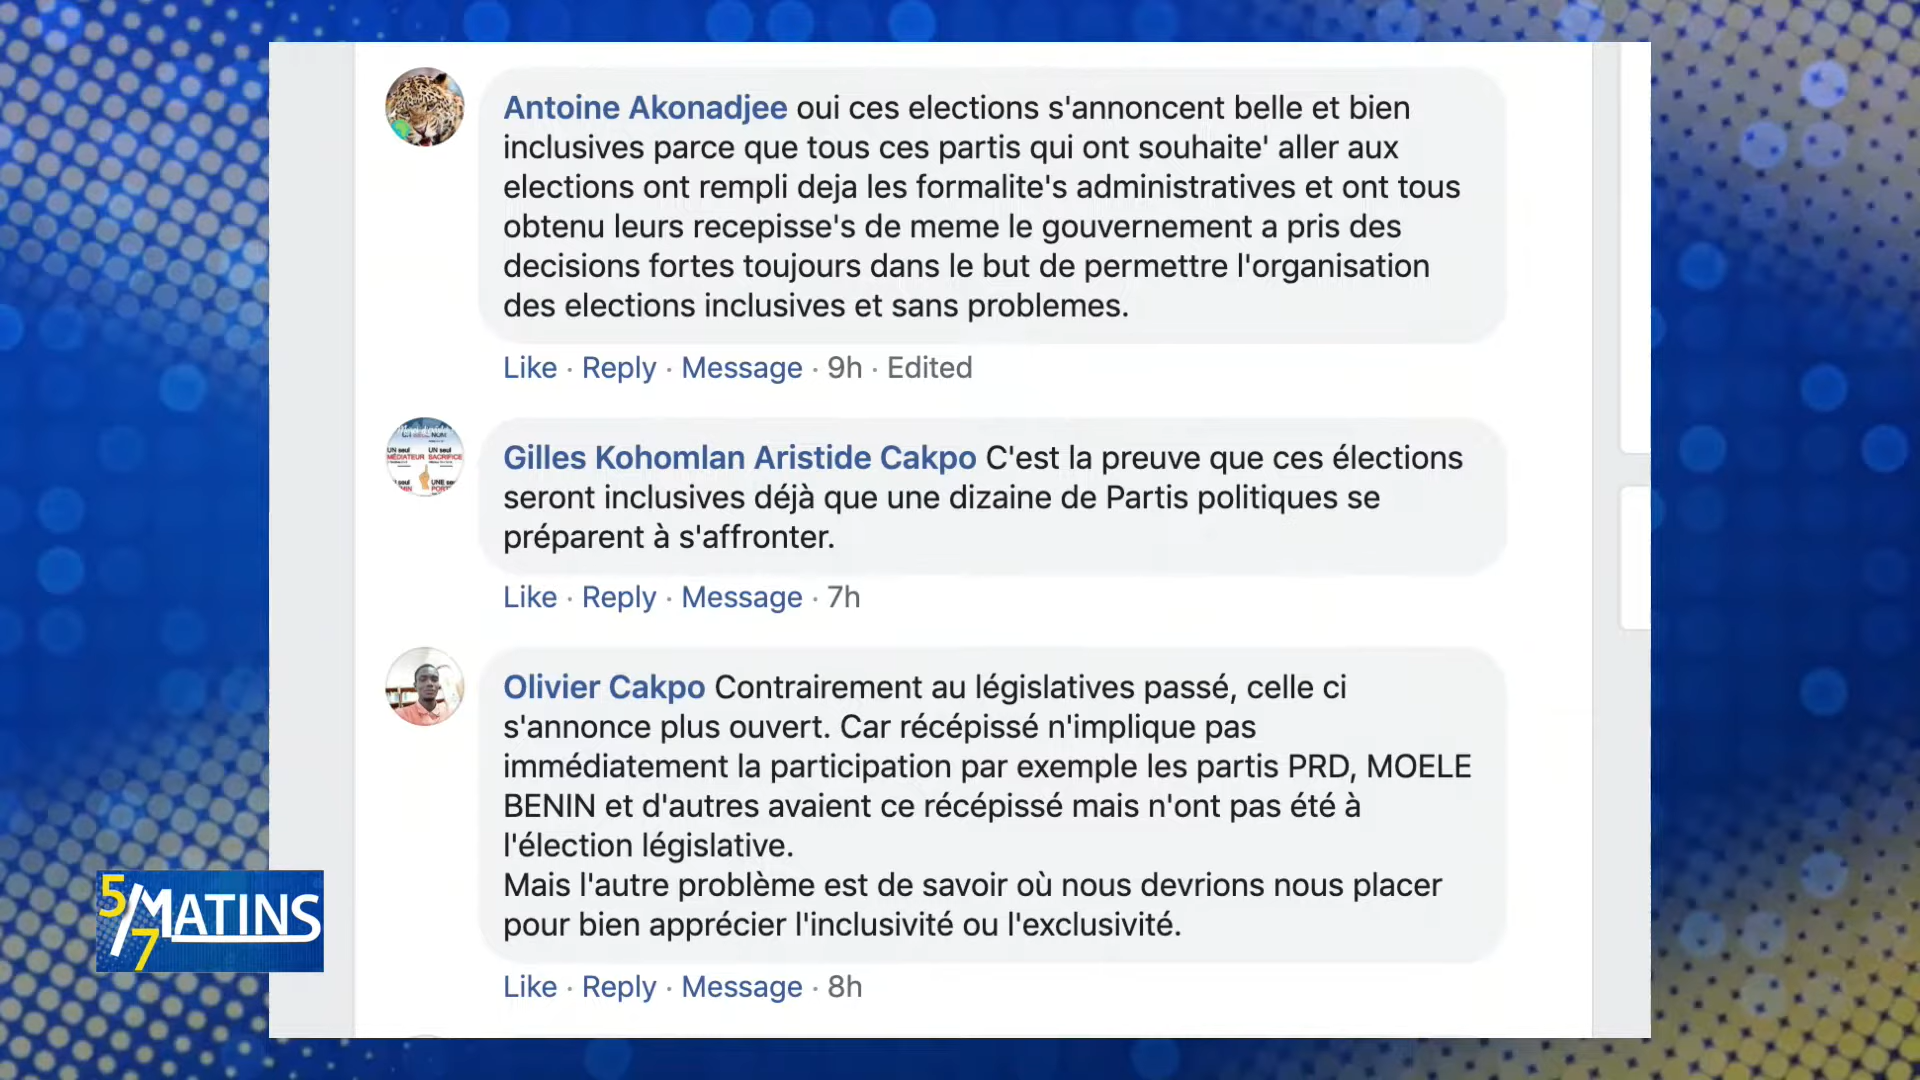 Antoine Akonadjee oui ces elections s'annoncent belle et bien
inclusives parce que tous ces partis qui ont souhaite' aller aux
elections ont rempli deja les formalite's administratives et ont tous
obtenu leurs recepisse's de meme le gouvernement a pris des
decisions fortes toujours dans le but de permettre l'organisation
des elections inclusives et sans problemes.
Like · Reply · Message · 9h · Edited
UN seul
MÉDIATEUR
UN seul
SACRIFICE
Gilles Kohomlan Aristide Cakpo C'est la preuve que ces élections
seront inclusives déjà que une dizaine de Partis politiques se
préparent à s'affronter.
Like · Reply · Message · 7h
Olivier Cakpo Contrairement au législatives passé, celle ci
s'annonce plus ouvert. Car récépissé n'implique pas
immédiatement la participation par exemple les partis PRD, MOELE
BENIN et d'autres avaient ce récépissé mais n'ont pas été à
l'élection législative.
Mais l'autre problème est de savoir où nous devrions nous placer
pour bien apprécier l'inclusivité ou l'exclusivité.
Like · Reply · Message · 8h
5/7 MATINS